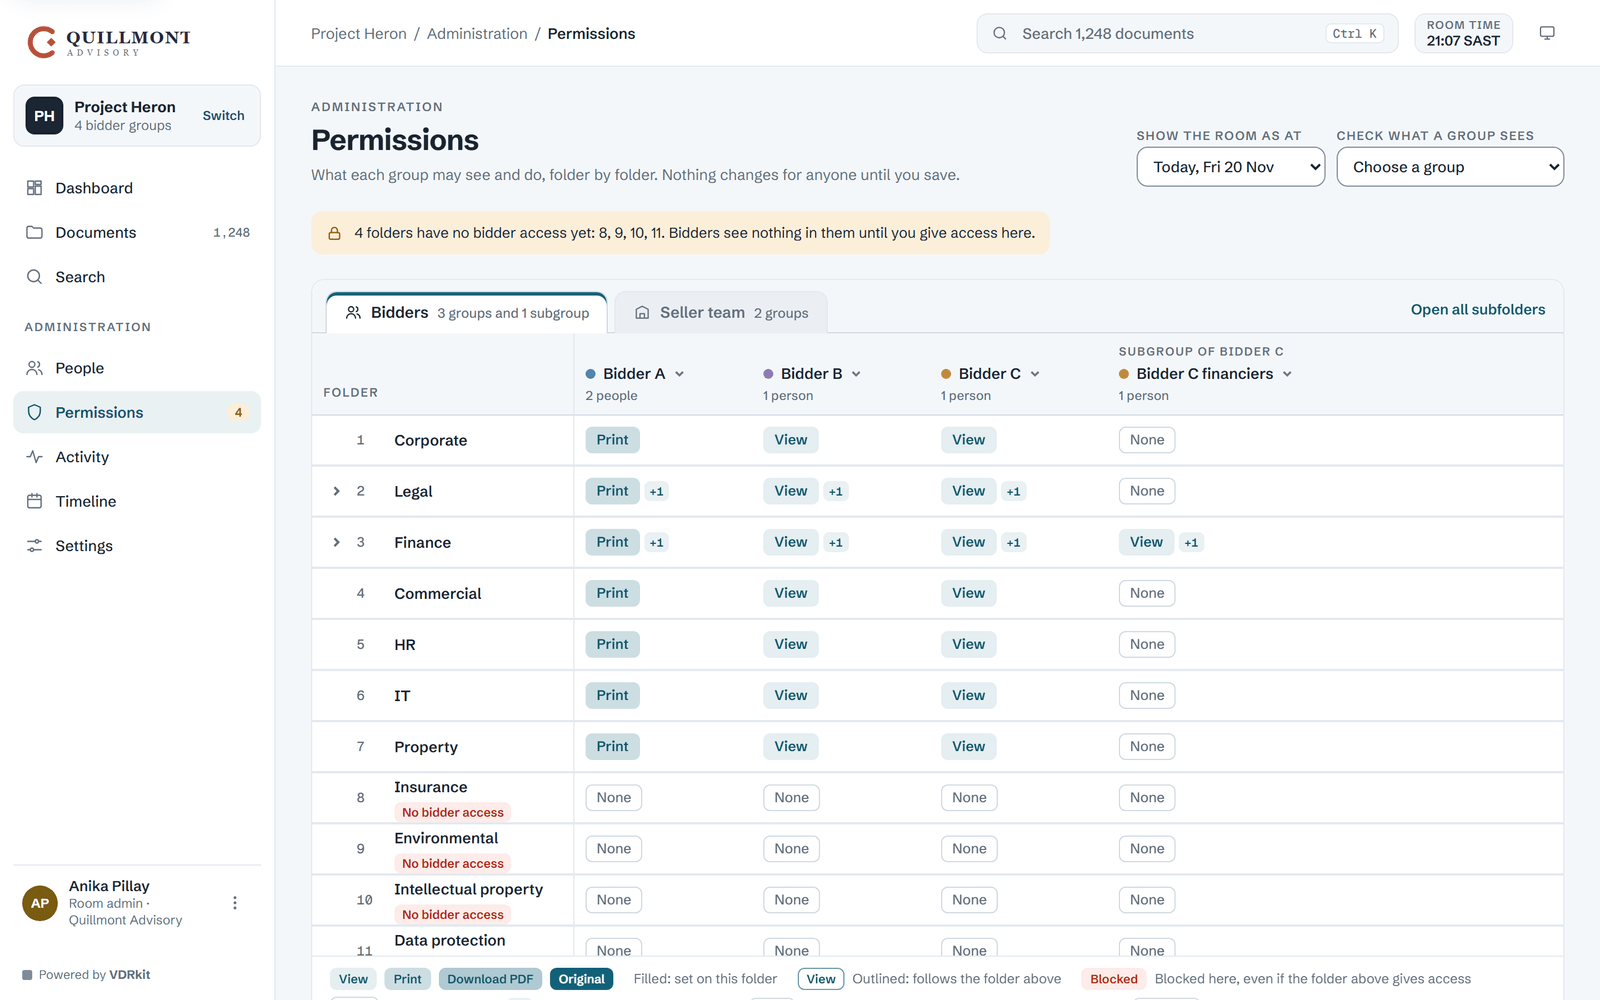 QUILLMONT
ADVISORY
PH
Project Heron
4 bidder groups
Switch
Dashboard
Documents 1,248
Search
ADMINISTRATION
People
Permissions 4
Activity
Timeline
Settings
AP
Anika Pillay
Room admin ·
Quillmont Advisory
Powered by VDRkit
Project Heron / Administration / Permissions
Search 1,248 documents Ctrl K
ROOM TIME
21:07 SAST
ADMINISTRATION
Permissions
What each group may see and do, folder by folder. Nothing changes for anyone until you save.
SHOW THE ROOM AS AT
Today, Fri 20 Nov
CHECK WHAT A GROUP SEES
Choose a group
4 folders have no bidder access yet: 8, 9, 10, 11. Bidders see nothing in them until you give access here.
Bidders 3 groups and 1 subgroup
Seller team 2 groups
Open all subfolders
FOLDER
Bidder A
2 people
Bidder B
1 person
Bidder C
1 person
SUBGROUP OF BIDDER C
Bidder C financiers
1 person
1 Corporate Print View View None
2 Legal Print +1 View +1 View +1 None
3 Finance Print +1 View +1 View +1 View +1
4 Commercial Print View View None
5 HR Print View View None
6 IT Print View View None
7 Property Print View View None
8 Insurance None None None None
No bidder access
9 Environmental None None None None
No bidder access
10 Intellectual property None None None None
No bidder access
11 Data protection None None None None
View Print Download PDF Original Filled: set on this folder View Outlined: follows the folder above Blocked Blocked here, even if the folder above gives access